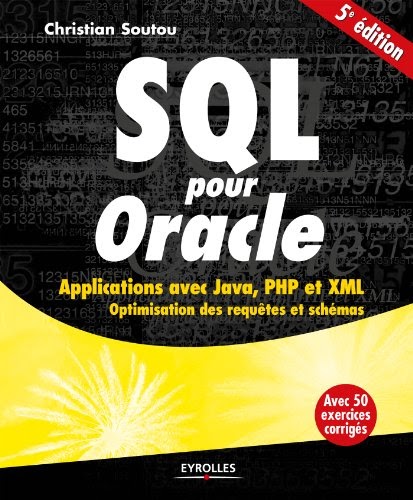 Christian Soutou
5e édition
SQL
pour
Oracle
Applications avec Java, PHP et XML
Optimisation des requêtes et schémas
Avec 50
exercices
corrigés
EYROLLES